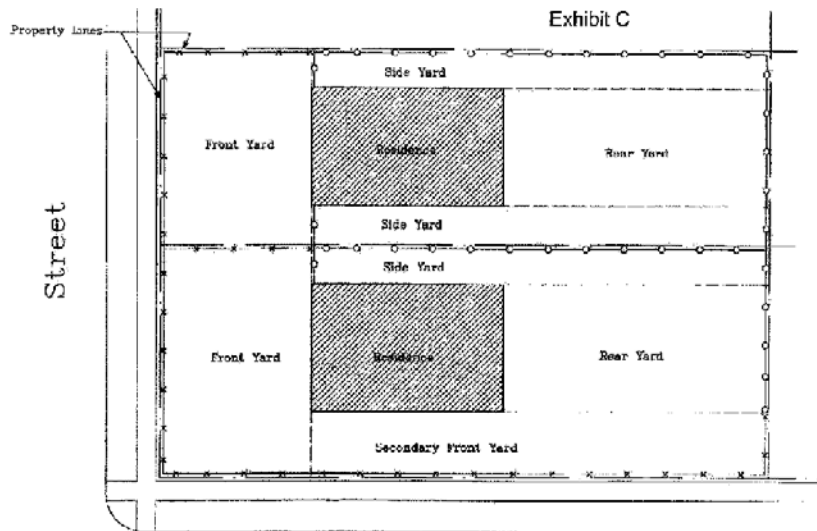 Exhibit C
Property Lines
Side Yard
Front Yard
Residence
Rear Yard
Side Yard
Street
Side Yard
Front Yard
Residence
Rear Yard
Secondary Front Yard